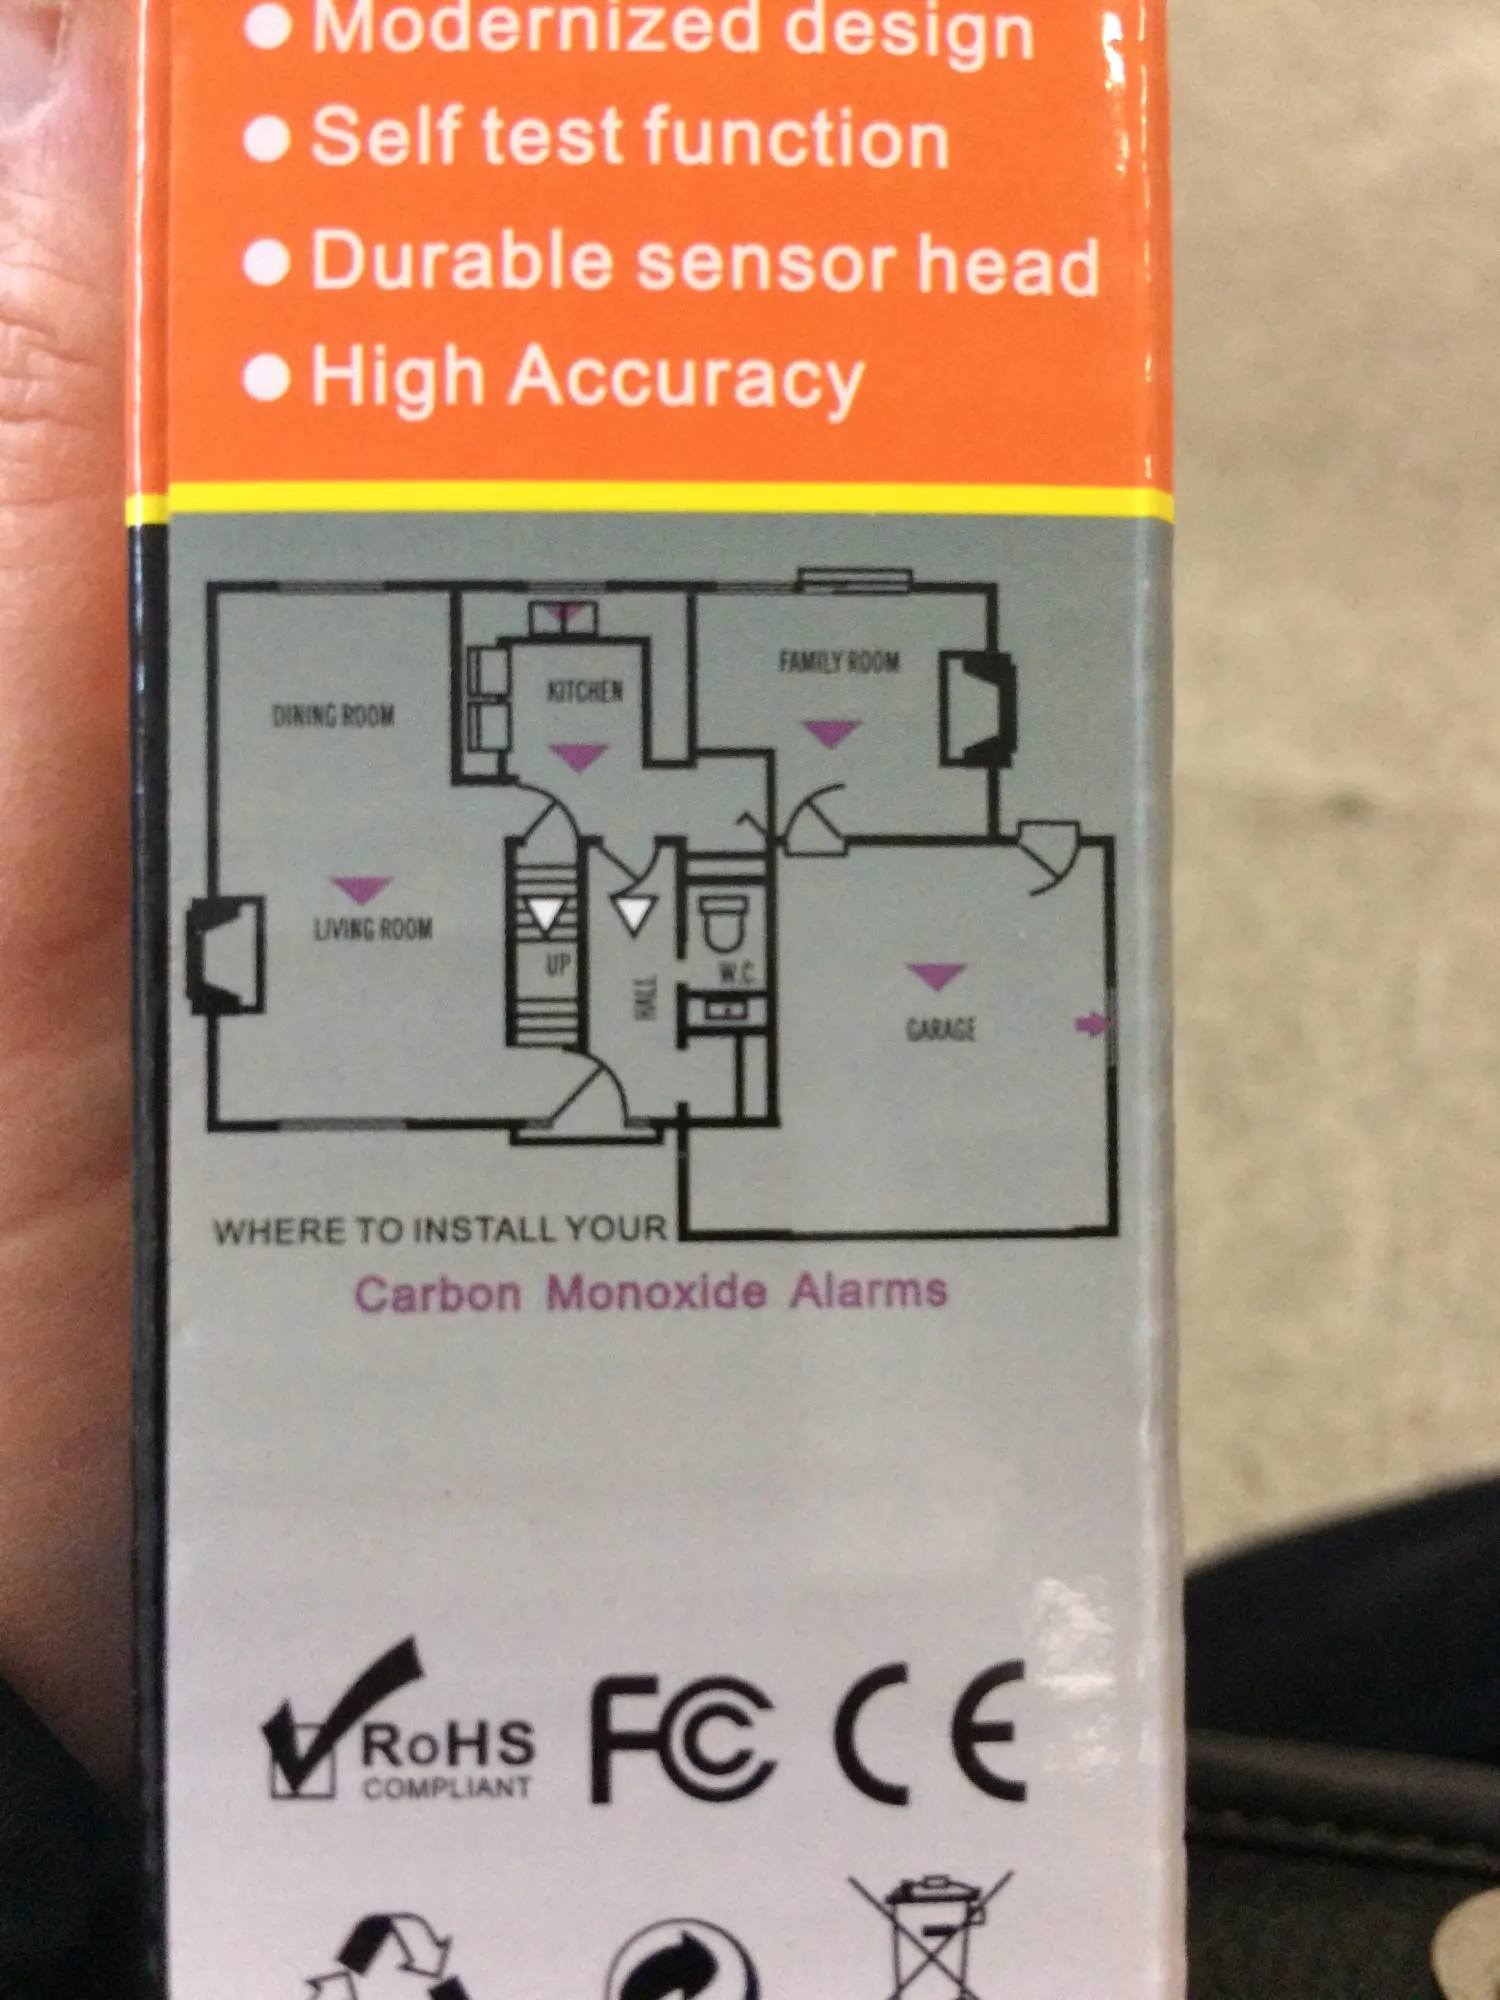 Modernized design
Self test function
Durable sensor head
High Accuracy
FAMILY ROOM
KITCHEN
DINING ROOM
LIVING ROOM
UP
HALL
W.C.
GARAGE
WHERE TO INSTALL YOUR
Carbon Monoxide Alarms
RoHS
COMPLIANT
FC
CE